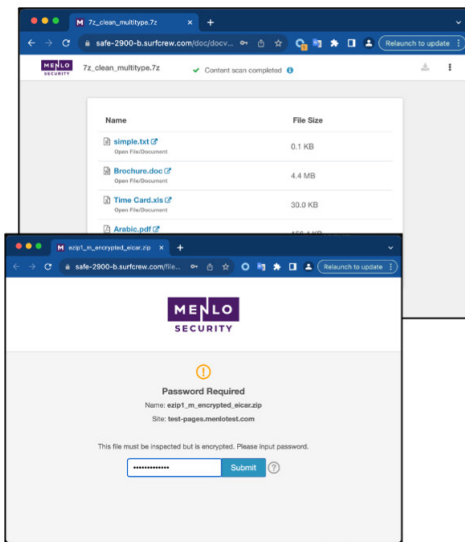 7z_clean_multitype.7z
safe-2900-b.surfcrew.com/doc/docv...
Relaunch to update
MENLO
SECURITY
7z_clean_multitype.7z
Content scan completed
Name File Size
simple.txt
Open File/Document
0.1 KB
Brochure.doc
Open File/Document
4.4 MB
Time Card.xls
Open File/Document
30.0 KB
Arabic.pdf
ezip1_m_encrypted_eicar.zip
safe-2900-b.surfcrew.com/file...
Relaunch to update
MENLO
SECURITY
Password Required
Name: ezip1_m_encrypted_eicar.zip
Site: test-pages.menlotest.com
This file must be inspected but is encrypted. Please input password.
Submit